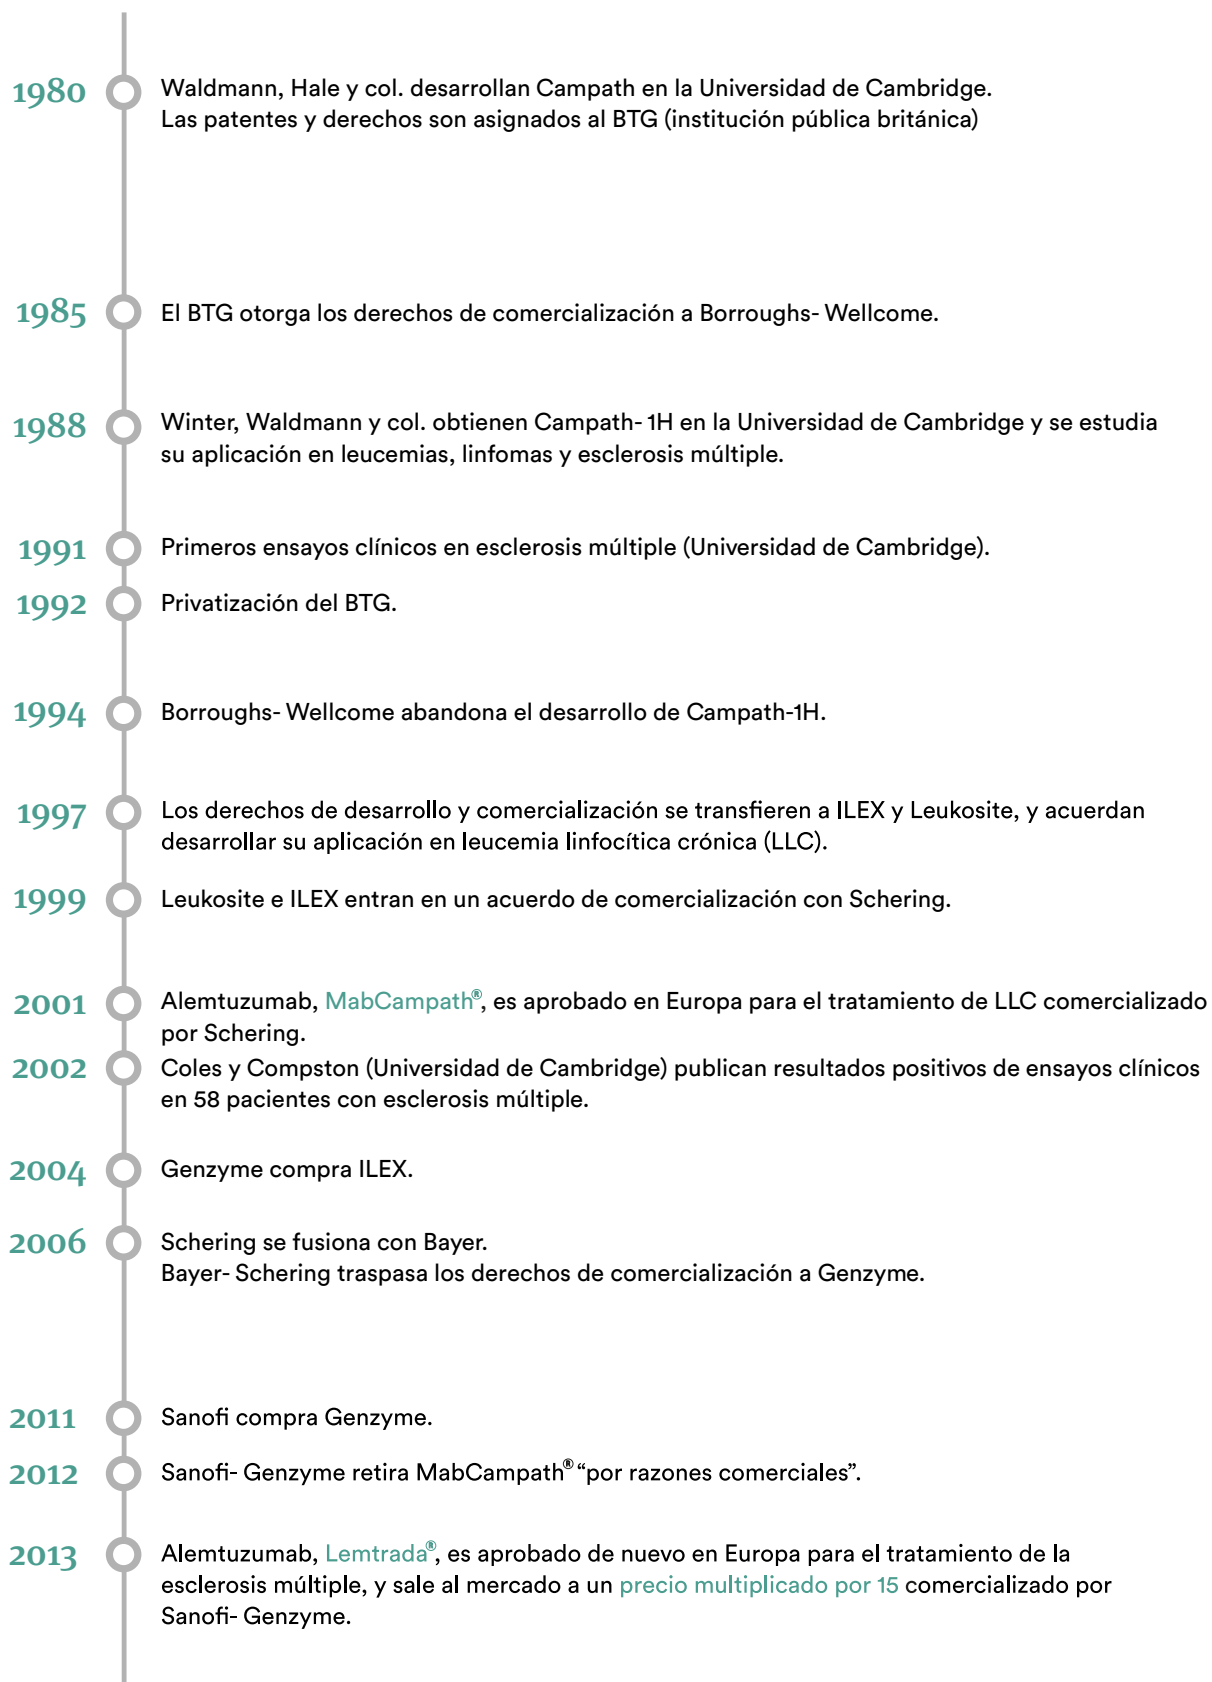 1980
Waldmann, Hale y col. desarrollan Campath en la Universidad de Cambridge.
Las patentes y derechos son asignados al BTG (institución pública británica)
1985
El BTG otorga los derechos de comercialización a Borroughs- Wellcome.
1988
Winter, Waldmann y col. obtienen Campath- 1H en la Universidad de Cambridge y se estudia
su aplicación en leucemias, linfomas y esclerosis múltiple.
1991
Primeros ensayos clínicos en esclerosis múltiple (Universidad de Cambridge).
1992
Privatización del BTG.
1994
Borroughs- Wellcome abandona el desarrollo de Campath-1H.
1997
Los derechos de desarrollo y comercialización se transfieren a ILEX y Leukosite, y acuerdan
desarrollar su aplicación en leucemia linfocítica crónica (LLC).
1999
Leukosite e ILEX entran en un acuerdo de comercialización con Schering.
2001
Alemtuzumab, MabCampath®, es aprobado en Europa para el tratamiento de LLC comercializado
por Schering.
2002
Coles y Compston (Universidad de Cambridge) publican resultados positivos de ensayos clínicos
en 58 pacientes con esclerosis múltiple.
2004
Genzyme compra ILEX.
2006
Schering se fusiona con Bayer.
Bayer- Schering traspasa los derechos de comercialización a Genzyme.
2011
Sanofi compra Genzyme.
2012
Sanofi- Genzyme retira MabCampath® “por razones comerciales”.
2013
Alemtuzumab, Lemtrada®, es aprobado de nuevo en Europa para el tratamiento de la
esclerosis múltiple, y sale al mercado a un precio multiplicado por 15 comercializado por
Sanofi- Genzyme.